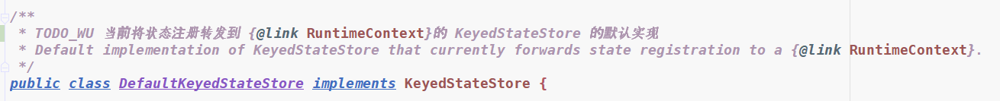 /**
* TODO_WU 当前将状态注册转发到 {@link RuntimeContext}的 KeyedStateStore 的默认实现
* Default implementation of KeyedStateStore that currently forwards state registration to a {@link RuntimeContext}.
*/
public class DefaultKeyedStateStore implements KeyedStateStore {